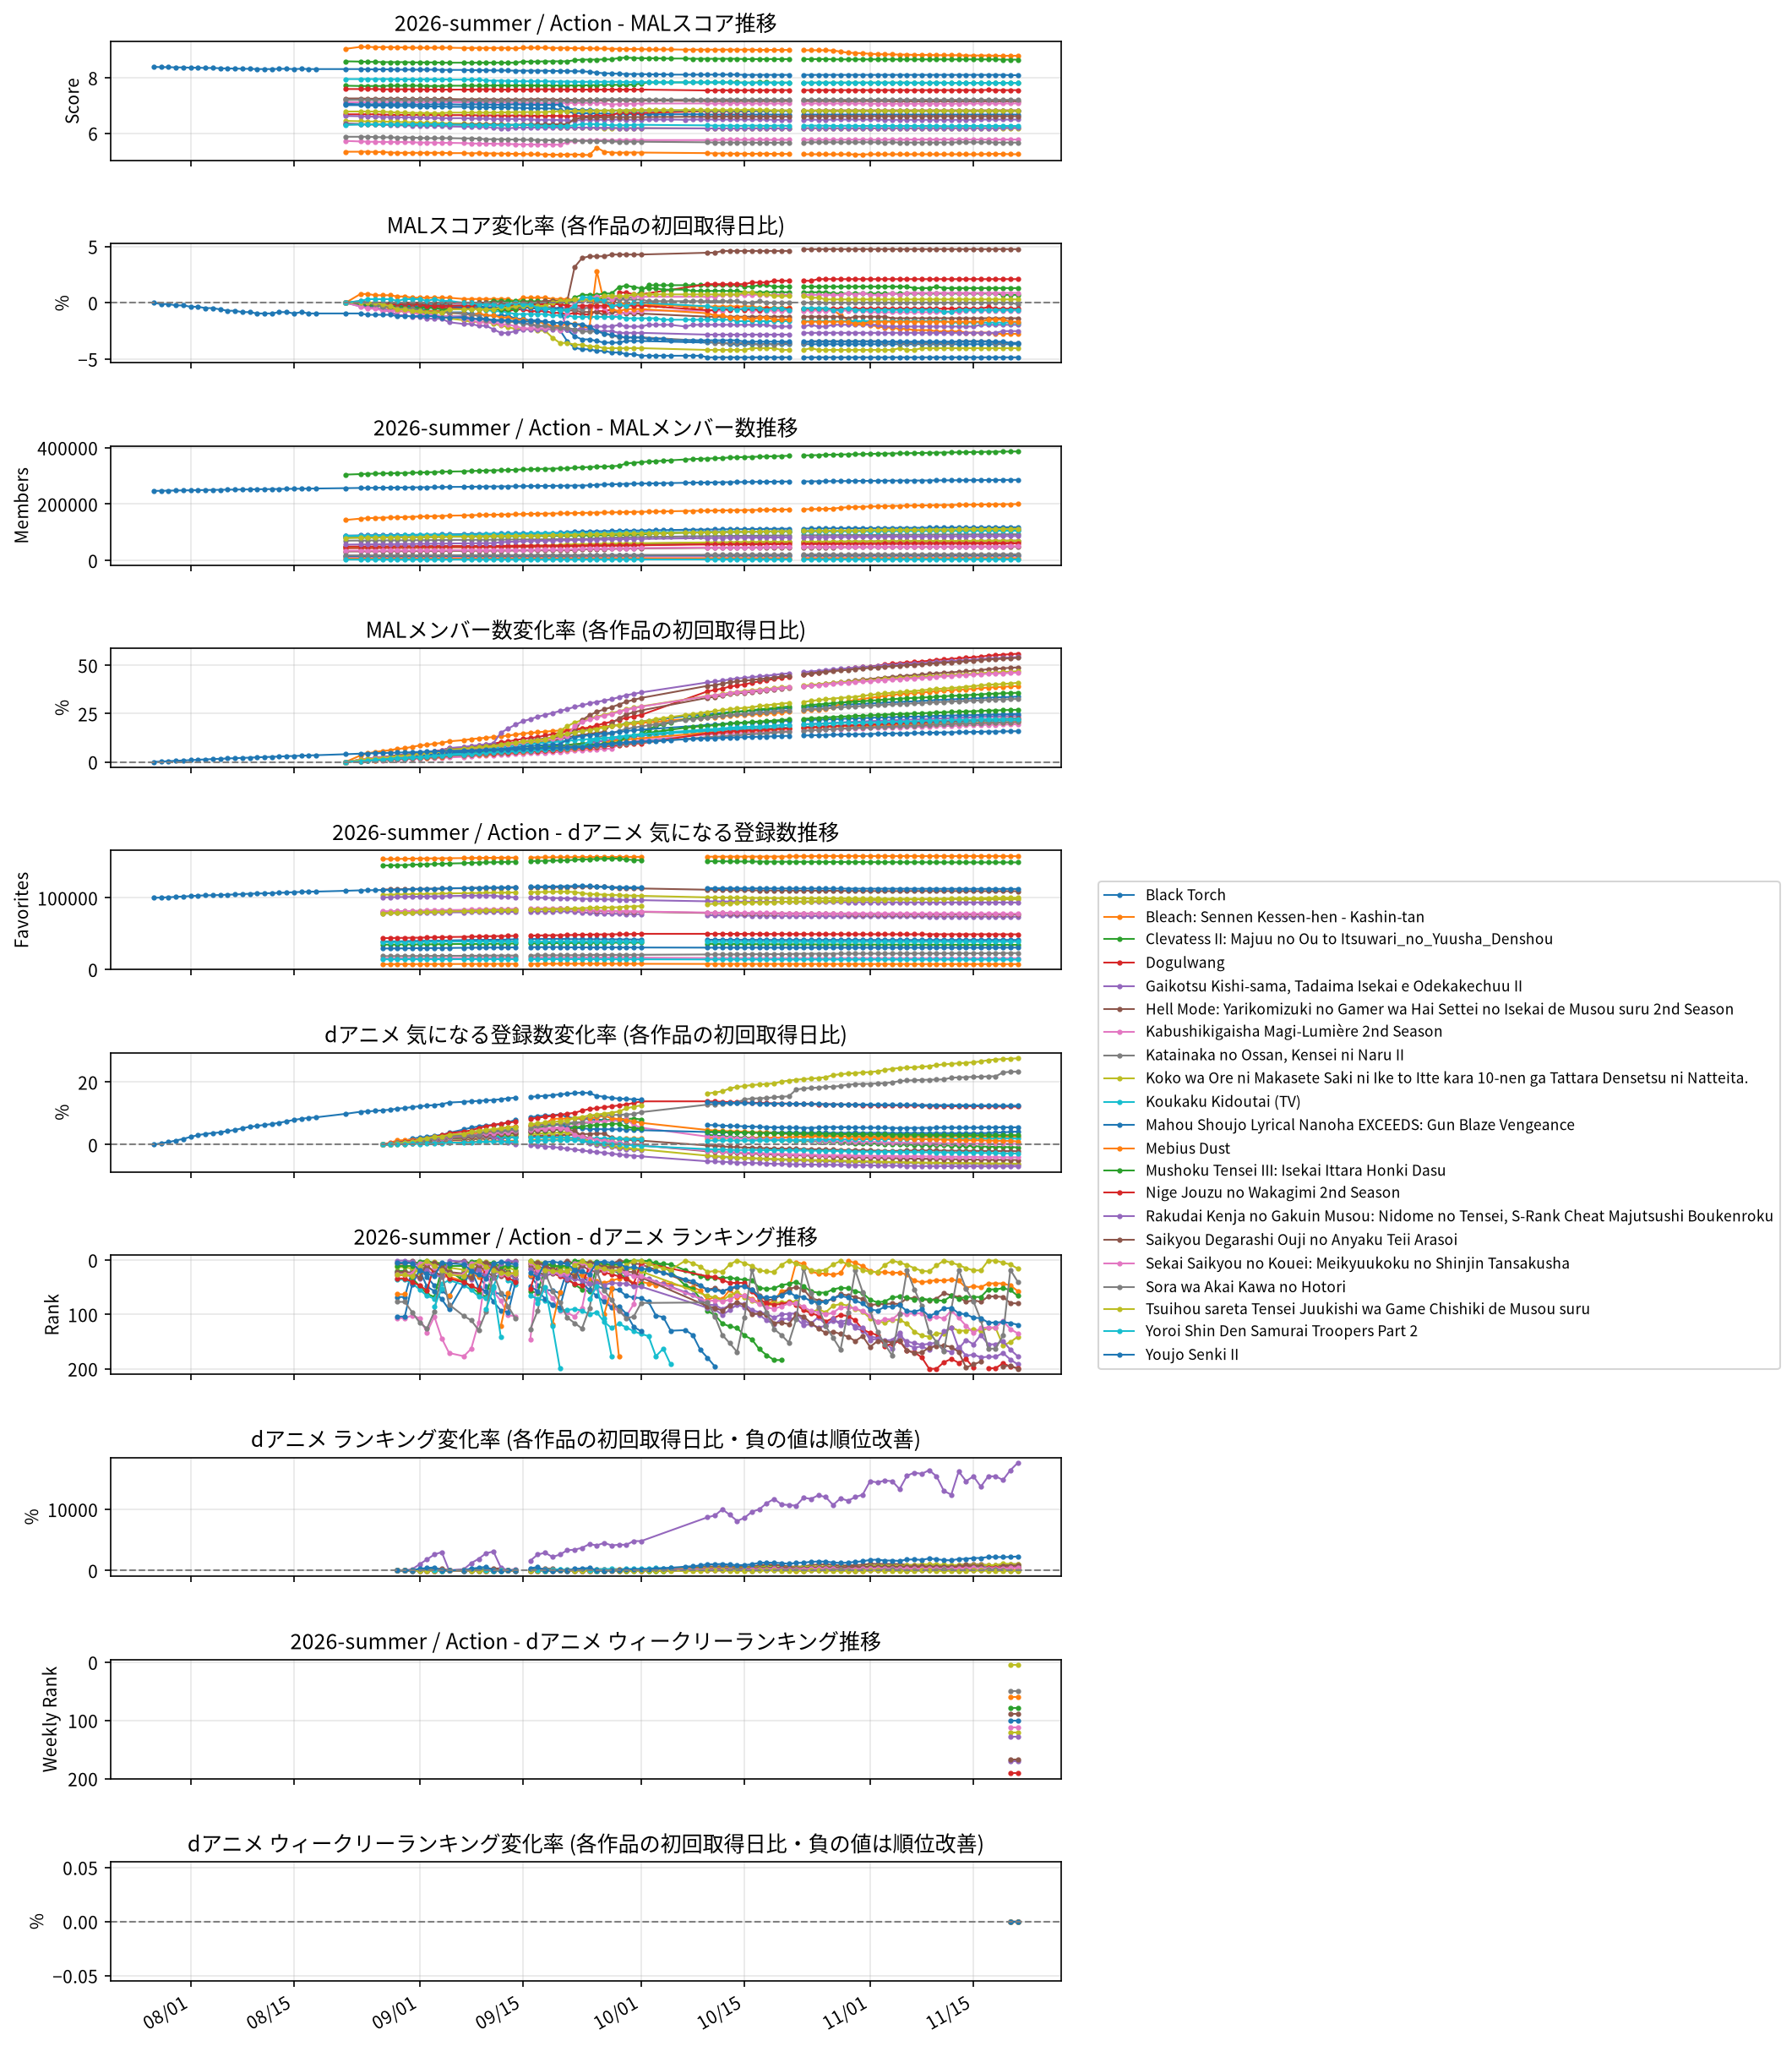 2026-summer / Action - MALスコア推移
Score
8
6
MALスコア変化率 (各作品の初回取得日比)
%
5
0
−5
2026-summer / Action - MALメンバー数推移
Members
400000
200000
0
MALメンバー数変化率 (各作品の初回取得日比)
%
50
25
0
2026-summer / Action - dアニメ 気になる登録数推移
Favorites
100000
0
dアニメ 気になる登録数変化率 (各作品の初回取得日比)
%
20
0
2026-summer / Action - dアニメ ランキング推移
Rank
0
100
200
dアニメ ランキング変化率 (各作品の初回取得日比・負の値は順位改善)
%
10000
0
2026-summer / Action - dアニメ ウィークリーランキング推移
Weekly Rank
0
100
200
dアニメ ウィークリーランキング変化率 (各作品の初回取得日比・負の値は順位改善)
%
0.05
0.00
−0.05
08/01
08/15
09/01
09/15
10/01
10/15
11/01
11/15
Black Torch
Bleach: Sennen Kessen-hen - Kashin-tan
Clevatess II: Majuu no Ou to Itsuwari_no_Yuusha_Denshou
Dogulwang
Gaikotsu Kishi-sama, Tadaima Isekai e Odekakechuu II
Hell Mode: Yarikomizuki no Gamer wa Hai Settei no Isekai de Musou suru 2nd Season
Kabushikigaisha Magi-Lumière 2nd Season
Katainaka no Ossan, Kensei ni Naru II
Koko wa Ore ni Makasete Saki ni Ike to Itte kara 10-nen ga Tattara Densetsu ni Natteita.
Koukaku Kidoutai (TV)
Mahou Shoujo Lyrical Nanoha EXCEEDS: Gun Blaze Vengeance
Mebius Dust
Mushoku Tensei III: Isekai Ittara Honki Dasu
Nige Jouzu no Wakagimi 2nd Season
Rakudai Kenja no Gakuin Musou: Nidome no Tensei, S-Rank Cheat Majutsushi Boukenroku
Saikyou Degarashi Ouji no Anyaku Teii Arasoi
Sekai Saikyou no Kouei: Meikyuukoku no Shinjin Tansakusha
Sora wa Akai Kawa no Hotori
Tsuihou sareta Tensei Juukishi wa Game Chishiki de Musou suru
Yoroi Shin Den Samurai Troopers Part 2
Youjo Senki II